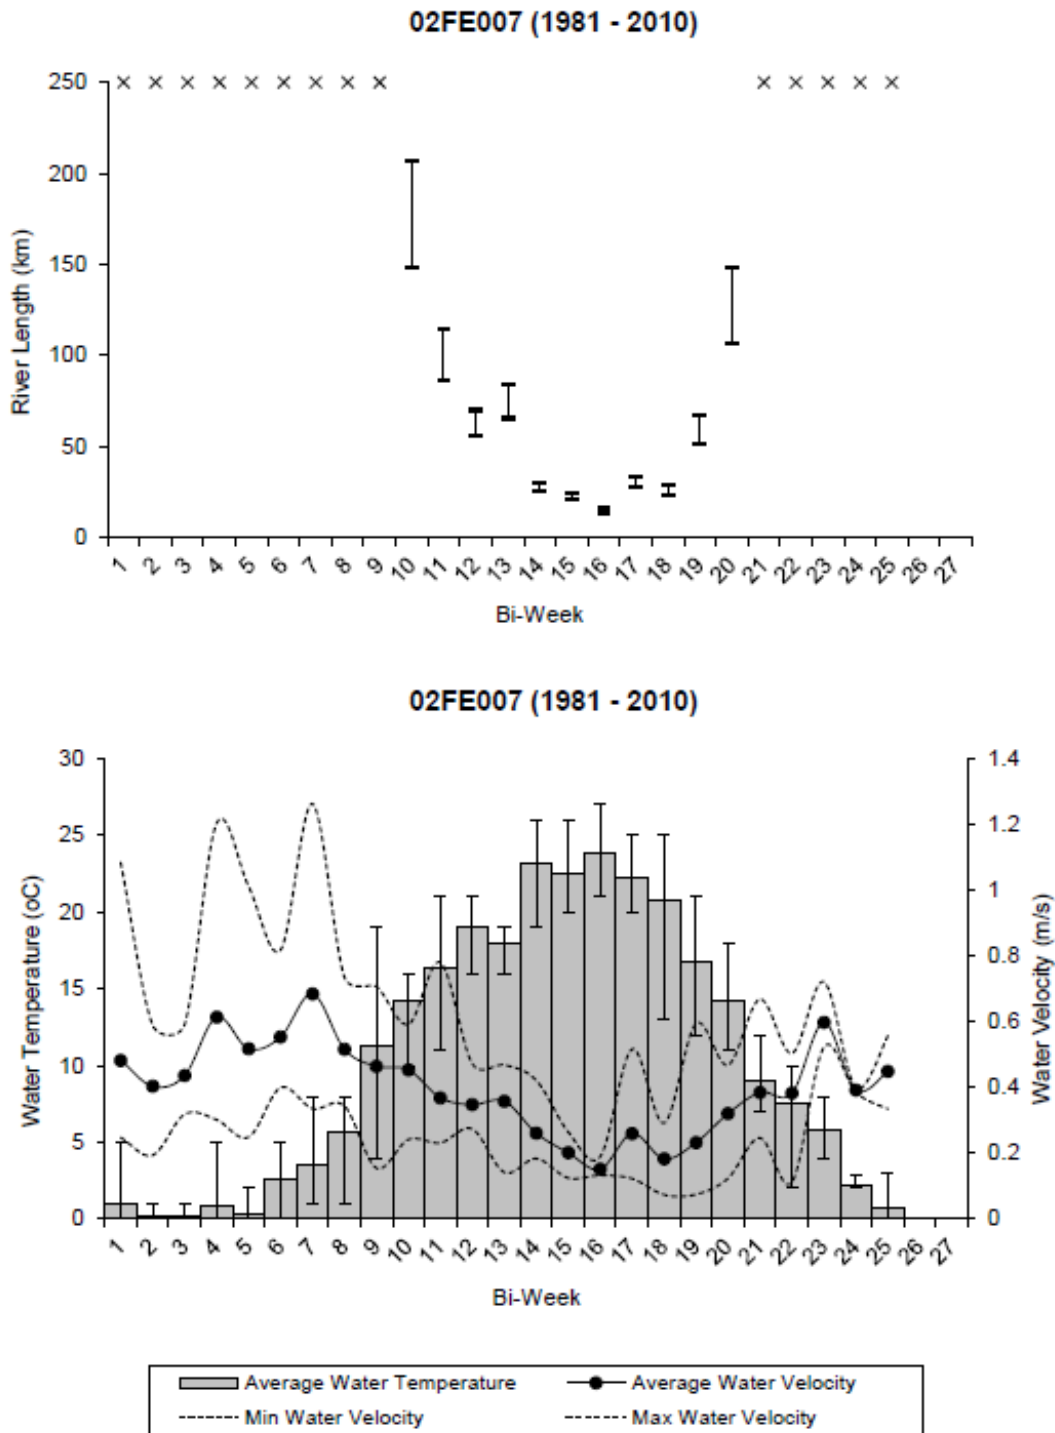 02FE007 (1981 - 2010)
250
200
150
100
50
0
River Length (km)
1 2 3 4 5 6 7 8 9 10 11 12 13 14 15 16 17 18 19 20 21 22 23 24 25 26 27
Bi-Week
02FE007 (1981 - 2010)
30
25
20
15
10
5
0
Water Temperature (oC)
1.4
1.2
1
0.8
0.6
0.4
0.2
0
Water Velocity (m/s)
1 2 3 4 5 6 7 8 9 10 11 12 13 14 15 16 17 18 19 20 21 22 23 24 25 26 27
Bi-Week
Average Water Temperature Average Water Velocity
Min Water Velocity Max Water Velocity